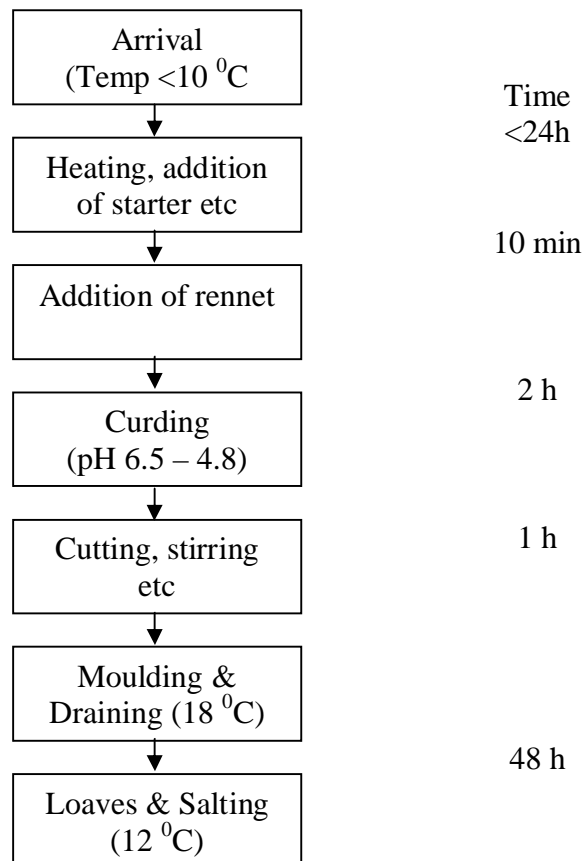 Arrival
(Temp <10 ⁰C
Time
<24h
Heating, addition
of starter etc
10 min
Addition of rennet
2 h
Curding
(pH 6.5 – 4.8)
1 h
Cutting, stirring
etc
Moulding &
Draining (18 ⁰C)
48 h
Loaves & Salting
(12 ⁰C)